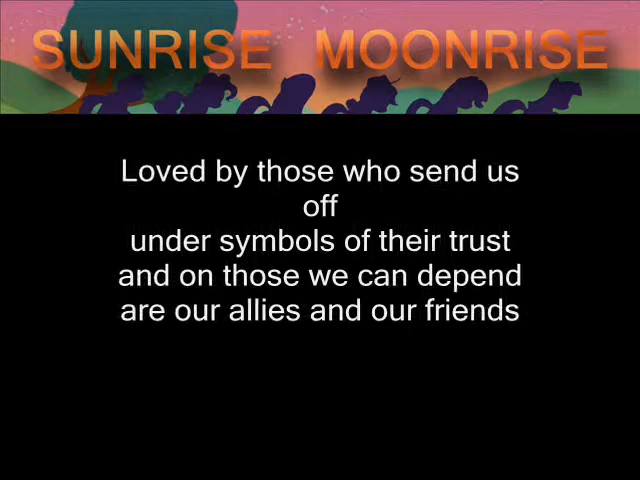 SUNRISE MOONRISE
Loved by those who send us
off
under symbols of their trust
and on those we can depend
are our allies and our friends